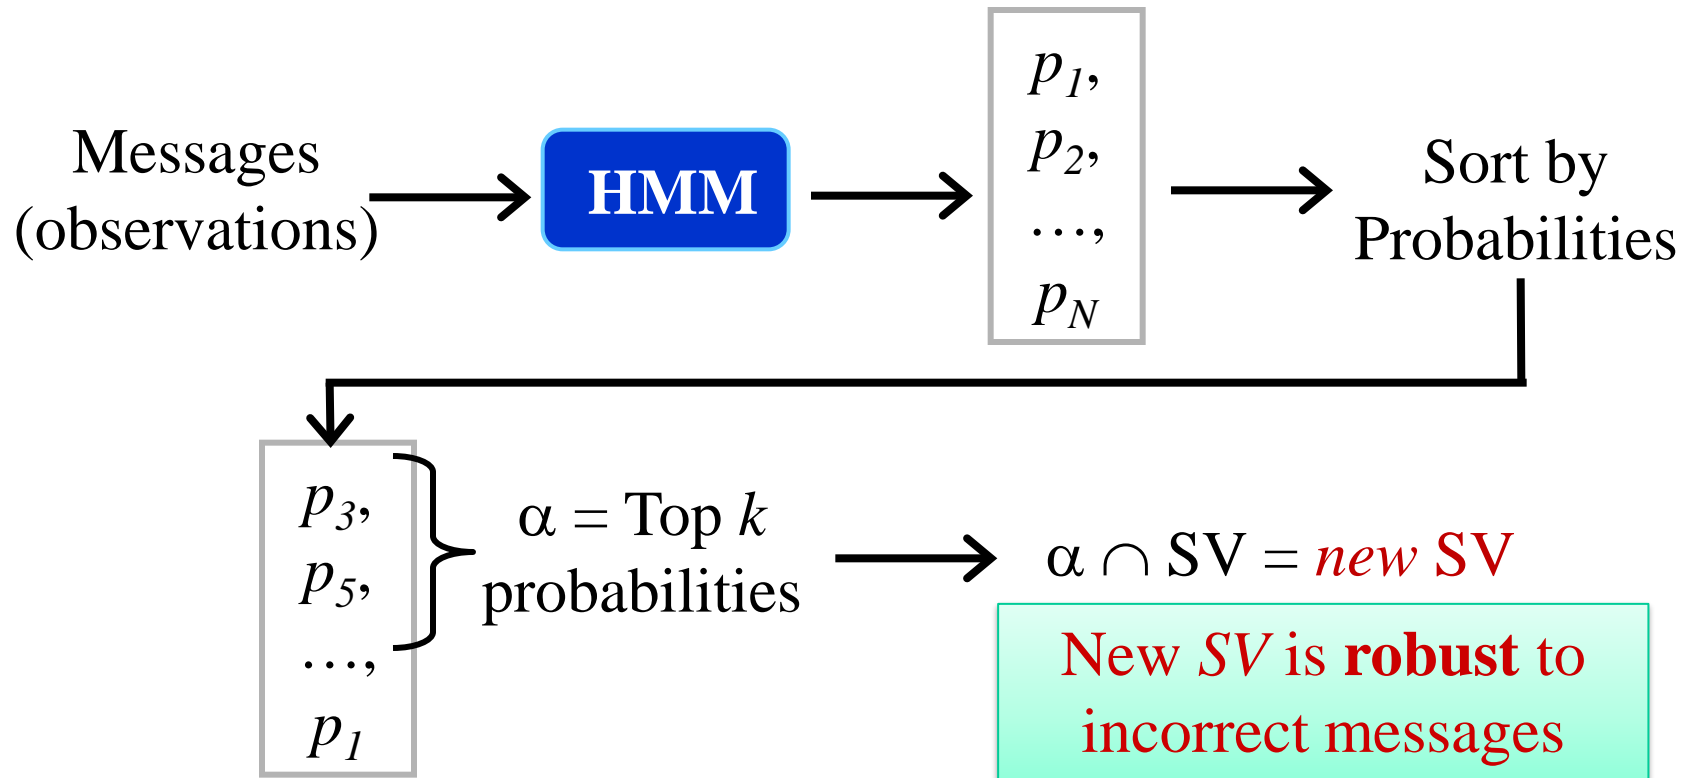 Messages
(observations)
HMM
p1,
p2,
…,
pN
Sort by
Probabilities
p3,
p5,
…,
p1
α = Top k
probabilities
α ∩ SV = new SV
New SV is robust to
incorrect messages